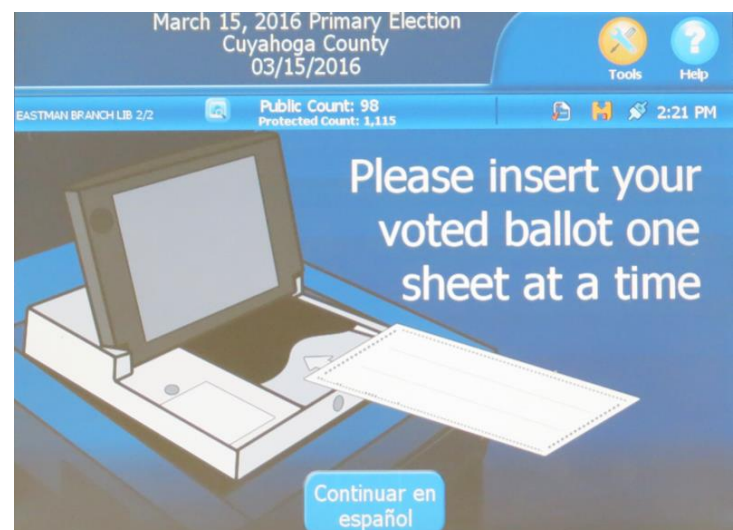 March 15, 2016 Primary Election
Cuyahoga County
03/15/2016
Tools
Help
EASTMAN BRANCH LIB 2/2
Public Count: 98
Protected Count: 1,115
2:21 PM
Please insert your
voted ballot one
sheet at a time
Continuar en
español